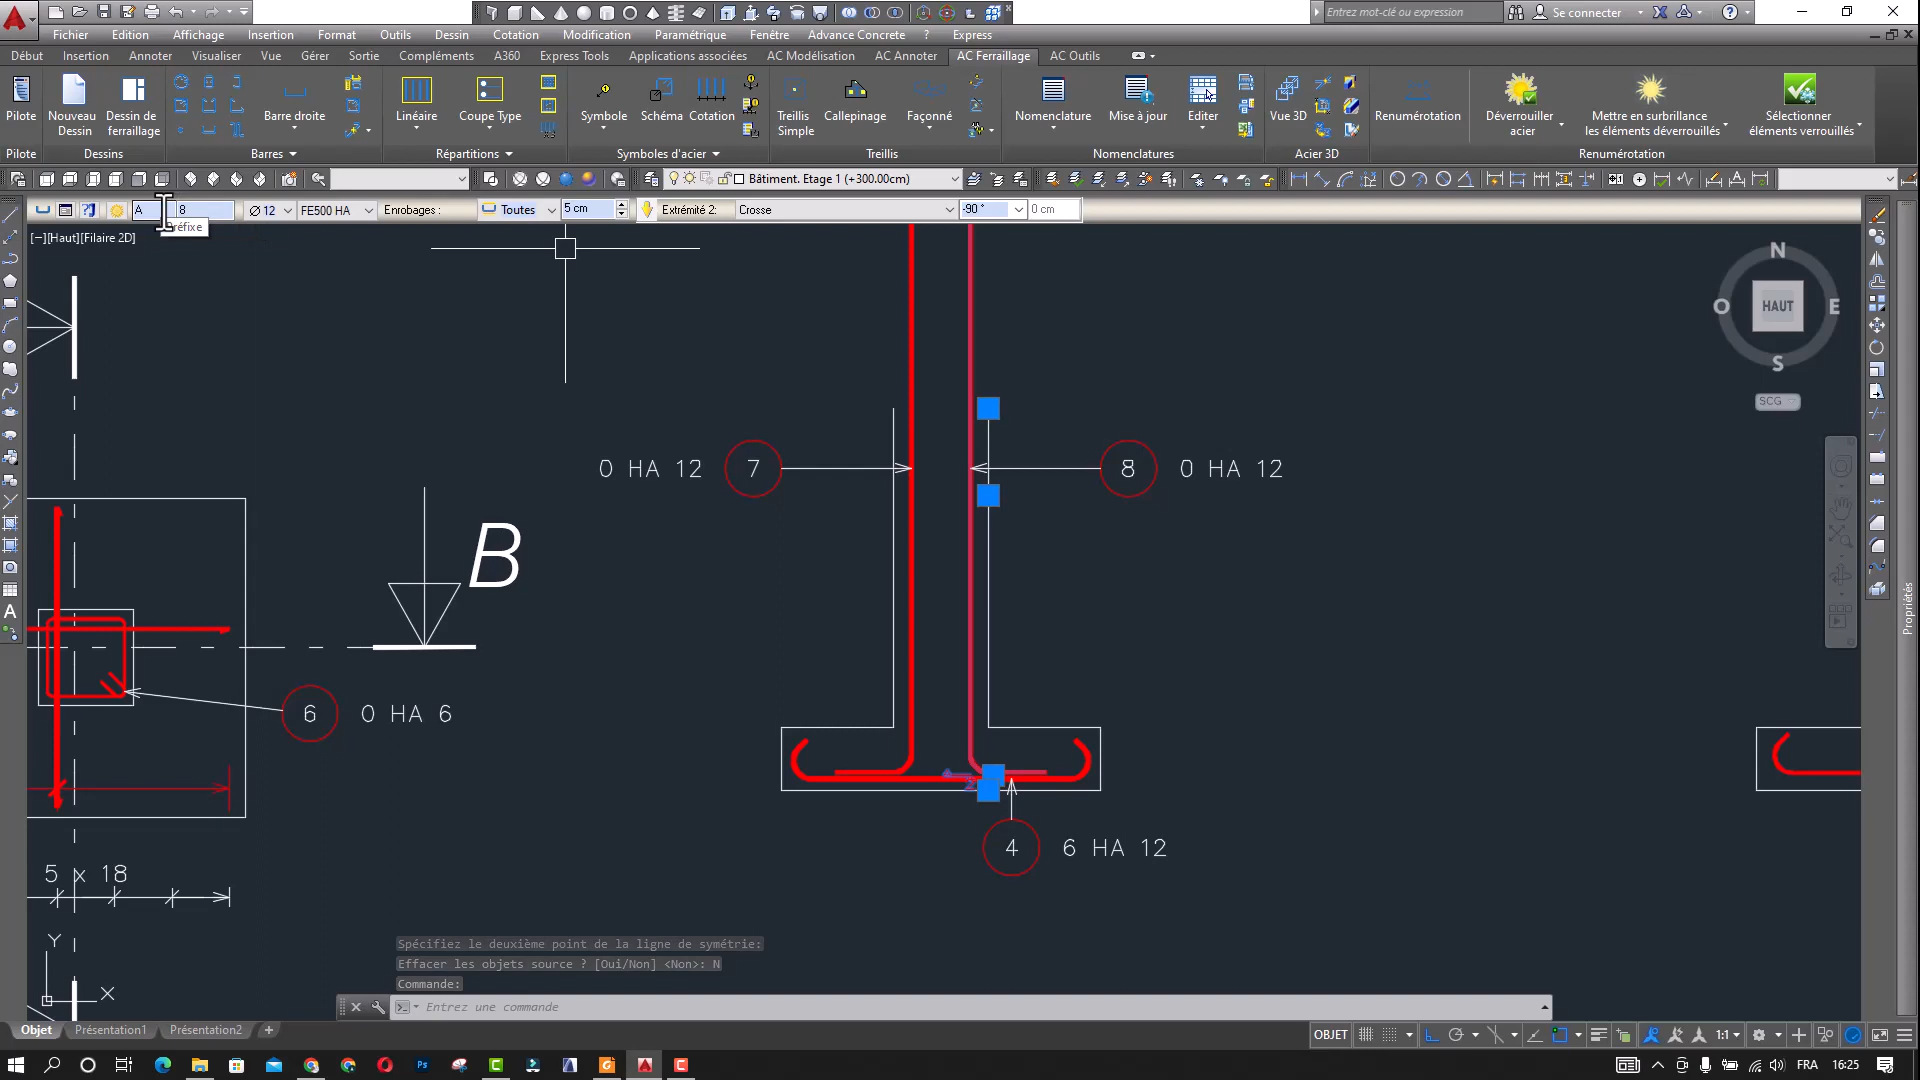 Entrez mot-clé ou expression
Se connecter
Fichier Edition Affichage Insertion Format Outils Dessin Cotation Modification Paramétrique Fenêtre Advance Concrete ? Express
Début Insertion Annoter Visualiser Vue Gérer Sortie Compléments A360 Express Tools Applications associées AC Modélisation AC Annoter AC Ferraillage AC Outils
Pilote
Nouveau Dessin
Dessin de ferraillage
Barre droite
Linéaire
Coupe Type
Symbole
Schéma
Cotation
Treillis Simple
Callepinage
Façonné
Nomenclature
Mise à jour
Editer
Vue 3D
Renumérotation
Déverrouiller acier
Mettre en surbrillance les éléments déverrouillés
Sélectionner éléments verrouillés
Pilote Dessins Barres Répartitions Symboles d'acier Treillis Nomenclatures Acier 3D Renumérotation
Bâtiment. Etage 1 (+300.00cm)
A 8 Ø 12 FE500 HA Enrobages : Toutes 5 cm Extrémité 2: Crosse -90 ° 0 cm
éfixe
[−][Haut][Filaire 2D]
N
O HAUT E
S
SCG
Propriétés
0 HA 12 7
8 0 HA 12
B
6 0 HA 6
4 6 HA 12
5 x 18
Y
X
Spécifiez le deuxième point de la ligne de symétrie:
Effacer les objets source ? [Oui/Non] <Non>: N
Commande:
Entrez une commande
Objet Présentation1 Présentation2 +
OBJET 1:1
FRA 16:25